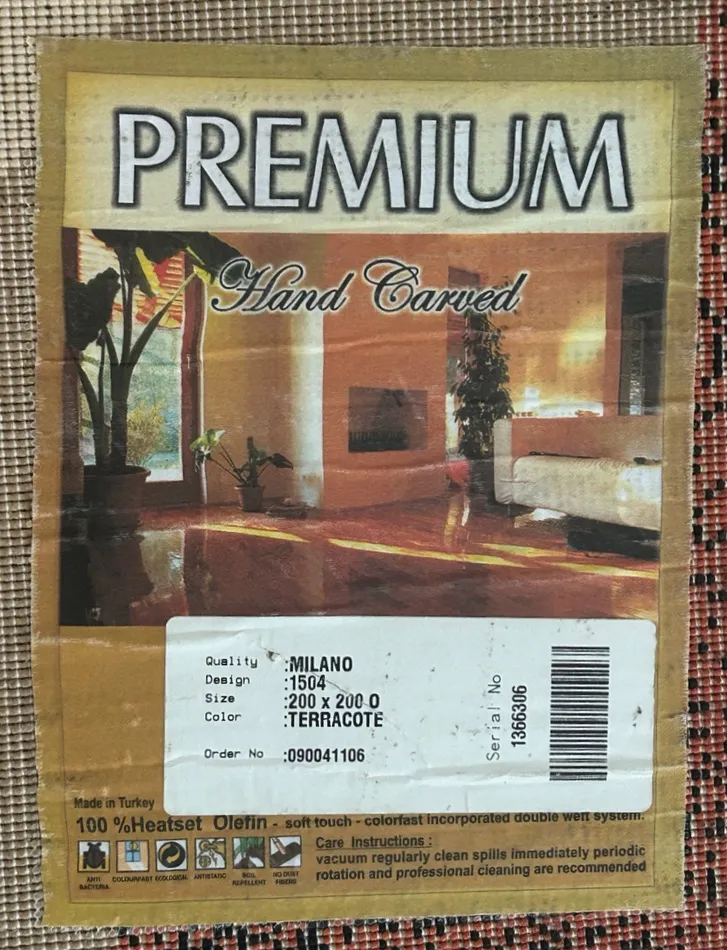 PREMIUM
Hand Carved
Quality :MILANO
Design :1504
Size :200 x 200 O
Color :TERRACOTE
Order No :090041106
Serial No
1366306
Made in Turkey
100 %Heatset Olefin - soft touch - colorfast incorporated double weft system.
Care Instructions :
vacuum regularly clean spills immediately periodic
rotation and professional cleaning are recommended
ANTI BACTERIA
COLOURFAST
ECOLOGICAL
ANTISTATIC
SOIL REPELLENT
NO DUST FIBERS